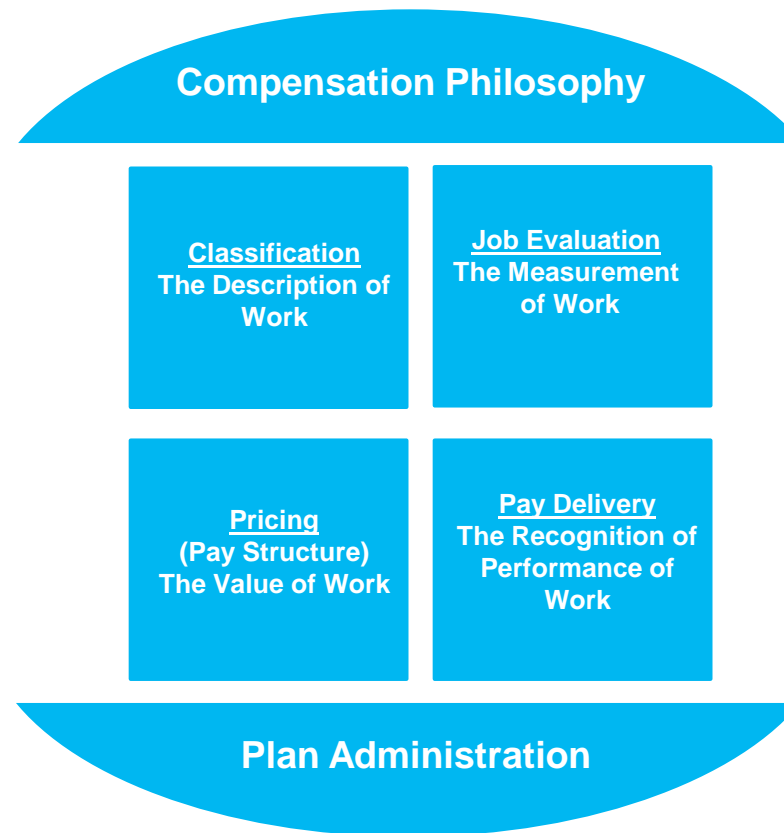 Compensation Philosophy
Classification
The Description of
Work
Job Evaluation
The Measurement
of Work
Pricing
(Pay Structure)
The Value of Work
Pay Delivery
The Recognition of
Performance of
Work
Plan Administration